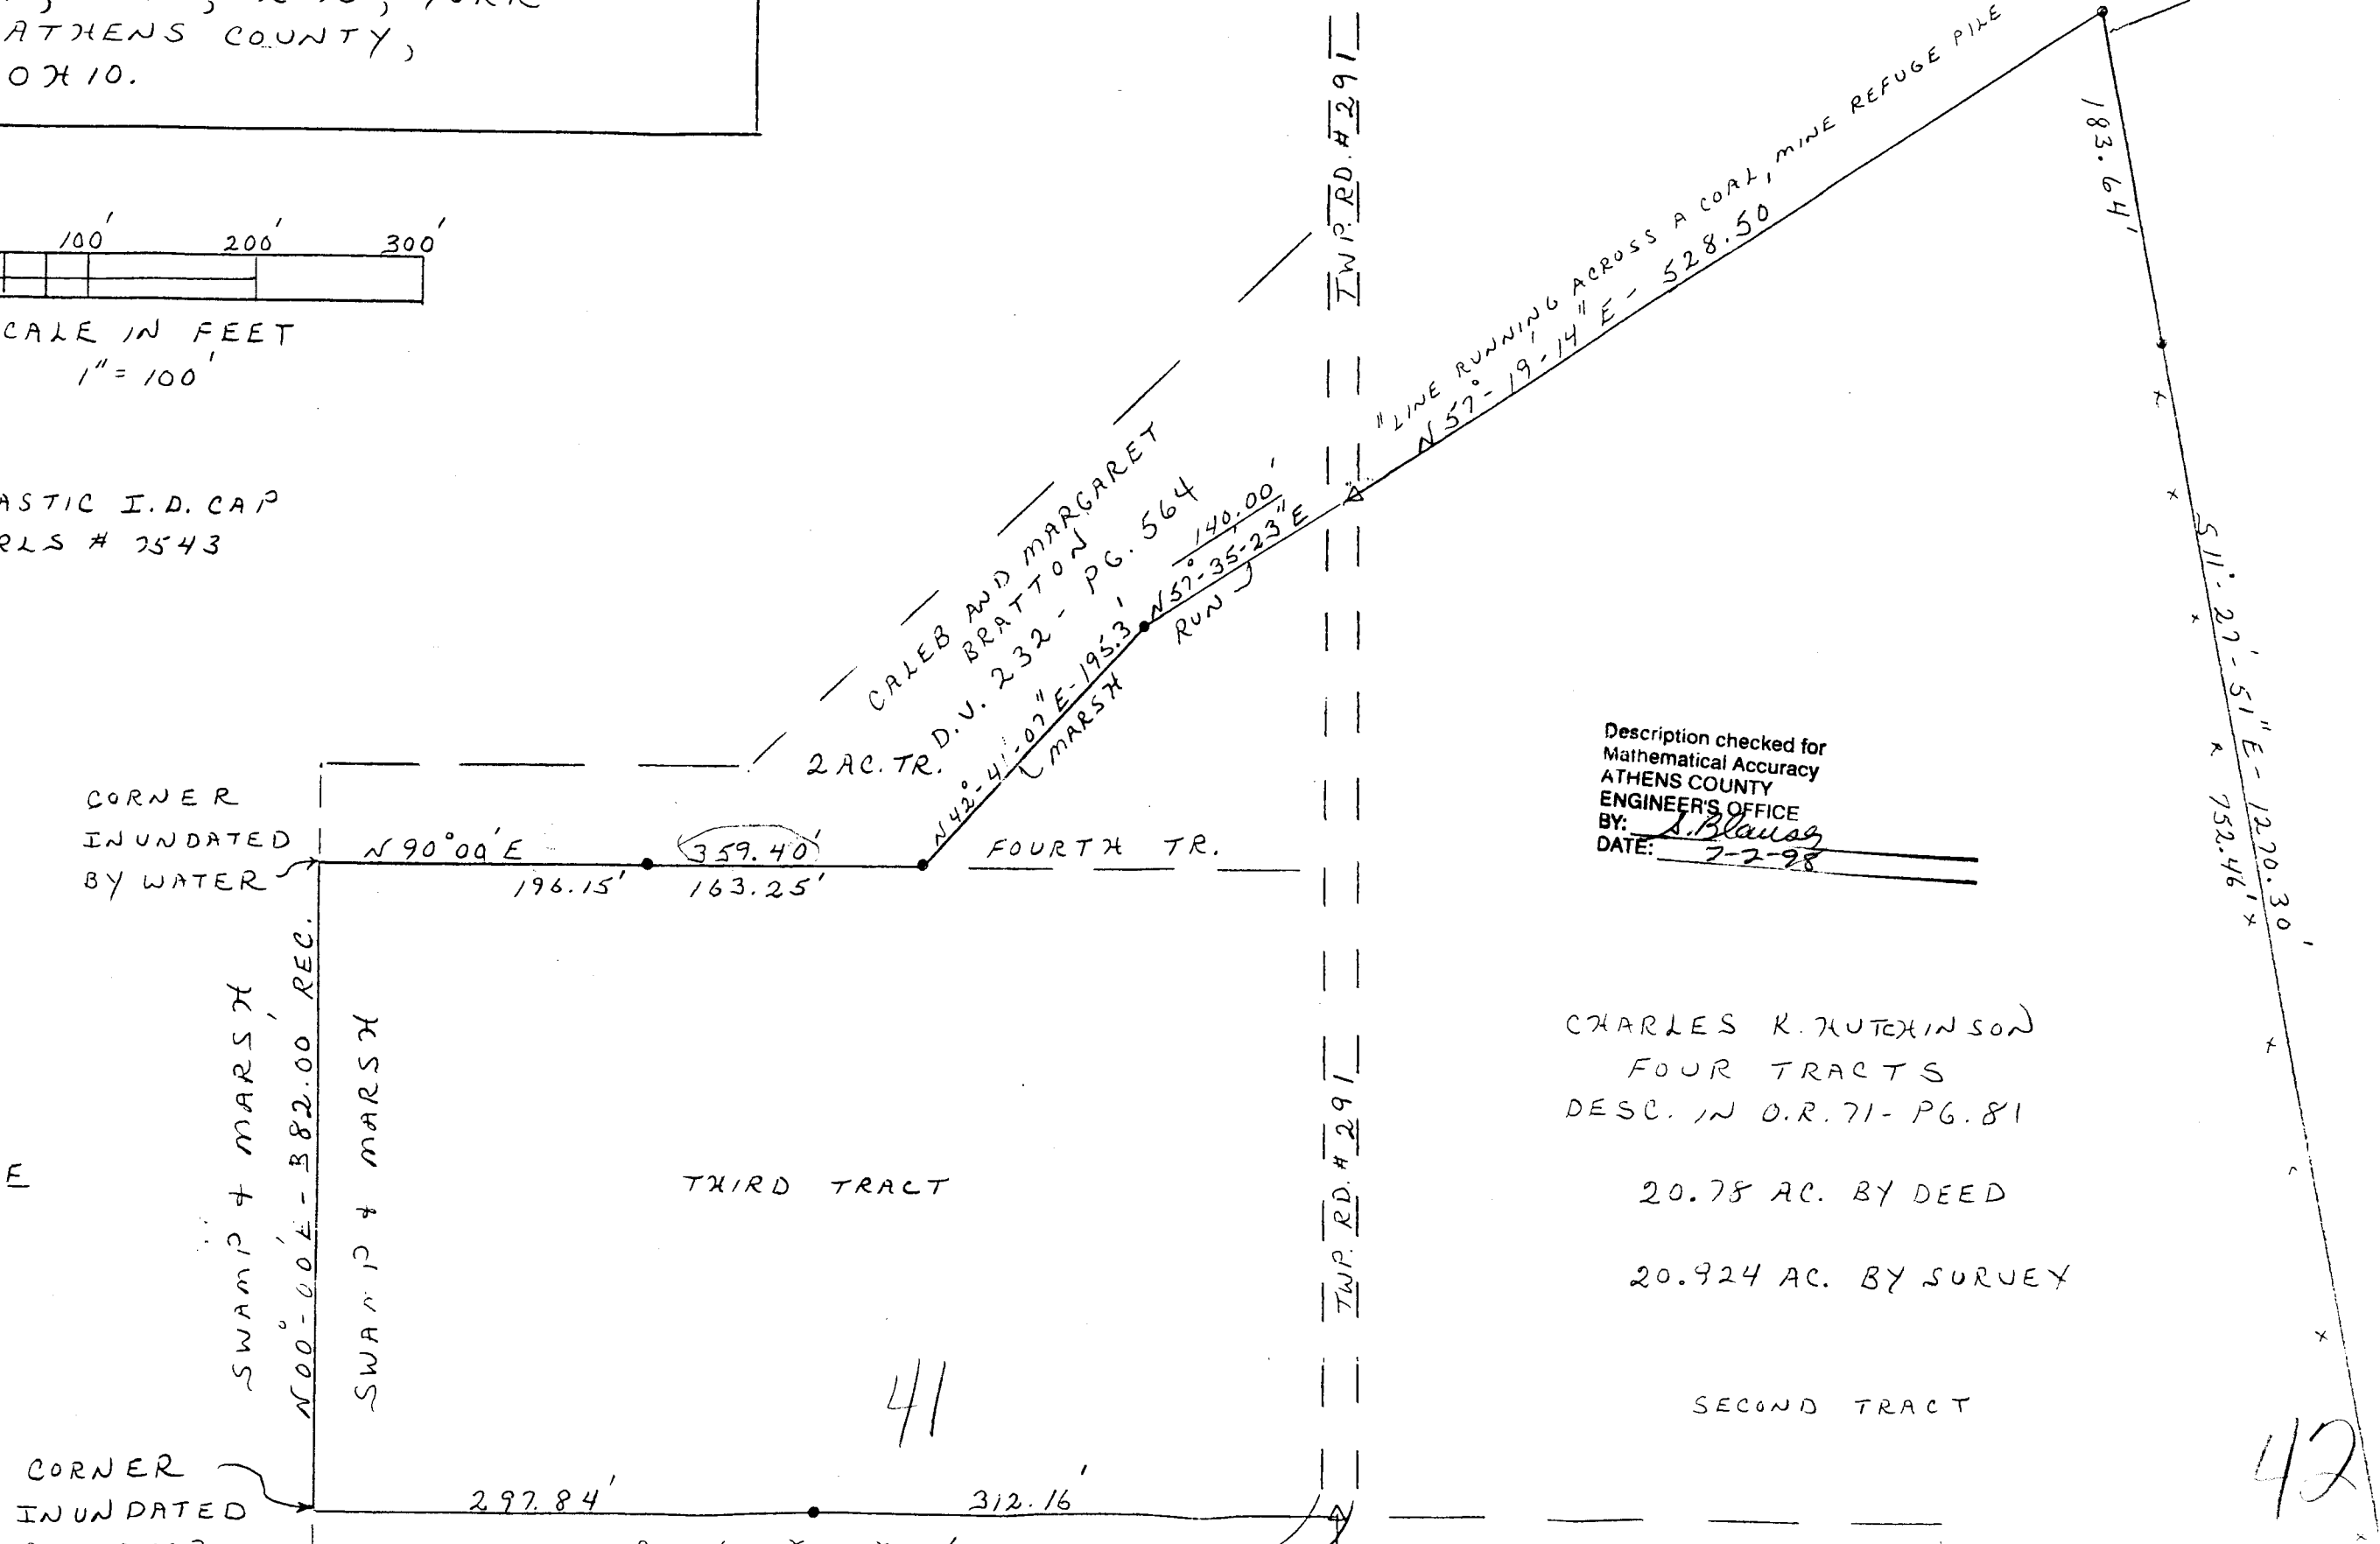 ATHENS COUNTY,
OHIO.
100' 200' 300'
SCALE IN FEET
1" = 100'
PLASTIC I.D. CAP
RLS # 7543
TWP. RD. # 291
"LINE RUNNING ACROSS A COAL, MINE REFUGE PILE
N 57°-19'-14" E - 528.50
183.64'
CALEB AND MARGARET
BRATTON
D.V. 232 - PG. 564
2 AC. TR.
140.00'
N 57°-35'-23" E
RUN
N 42°-41'-07" E - 195.3'
MARSH
S 11°-27'-51" E - 1270.30'
752.46'
Description checked for
Mathematical Accuracy
ATHENS COUNTY
ENGINEER'S OFFICE
BY: S. Blauser
DATE: 7-2-98
CORNER
INUNDATED
BY WATER
N 90°00' E
359.40'
196.15'
163.25'
FOURTH TR.
SWAMP & MARSH
N 00°-00' E - 382.00' REC.
SWAMP & MARSH
THIRD TRACT
TWP. RD. # 291
CHARLES K. HUTCHINSON
FOUR TRACTS
DESC. IN O.R. 71 - PG. 81
20.78 AC. BY DEED
20.924 AC. BY SURVEY
SECOND TRACT
E
41
42
CORNER
INUNDATED
297.84'
312.16'